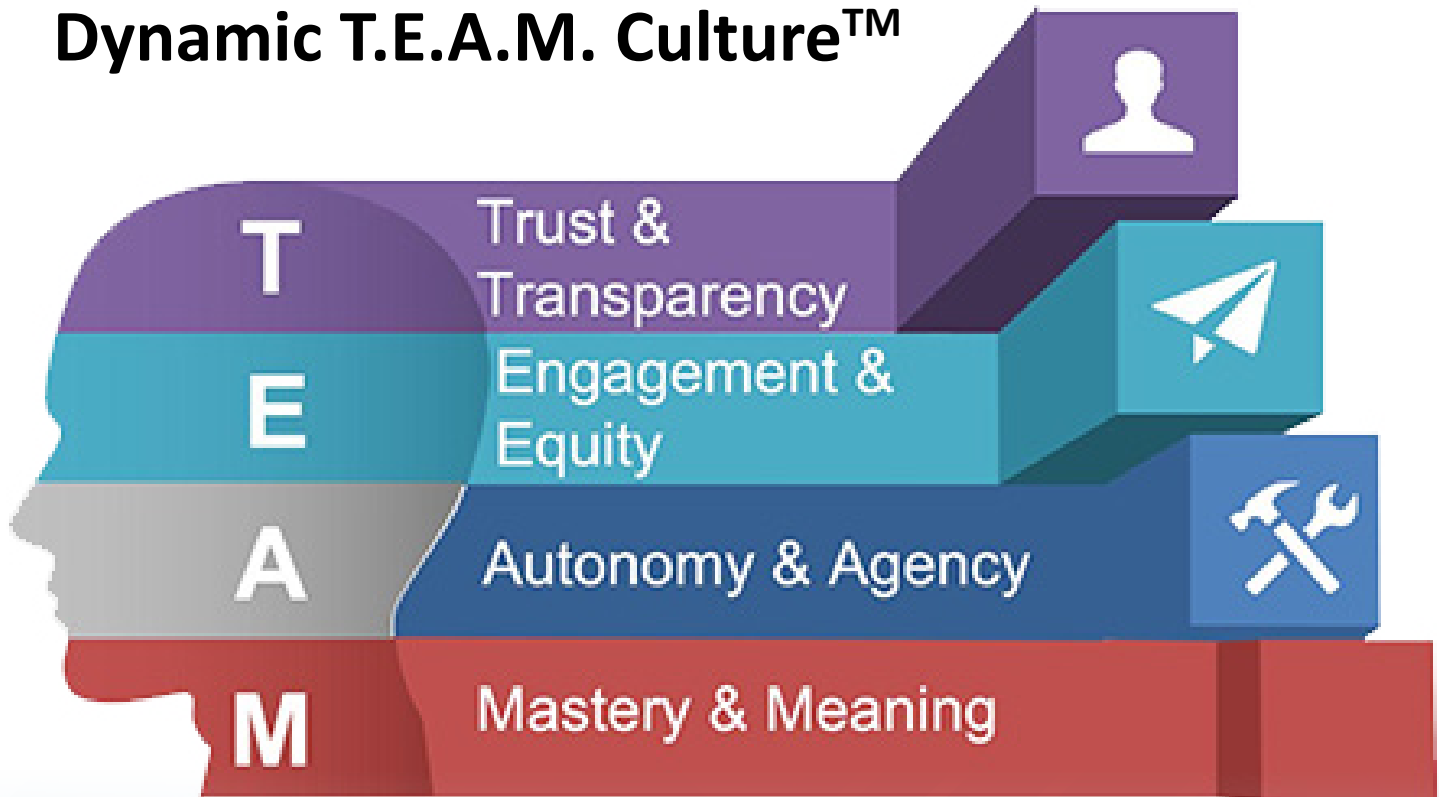 Dynamic T.E.A.M. Culture™
T
Trust &
Transparency
E
Engagement &
Equity
A
Autonomy & Agency
M
Mastery & Meaning